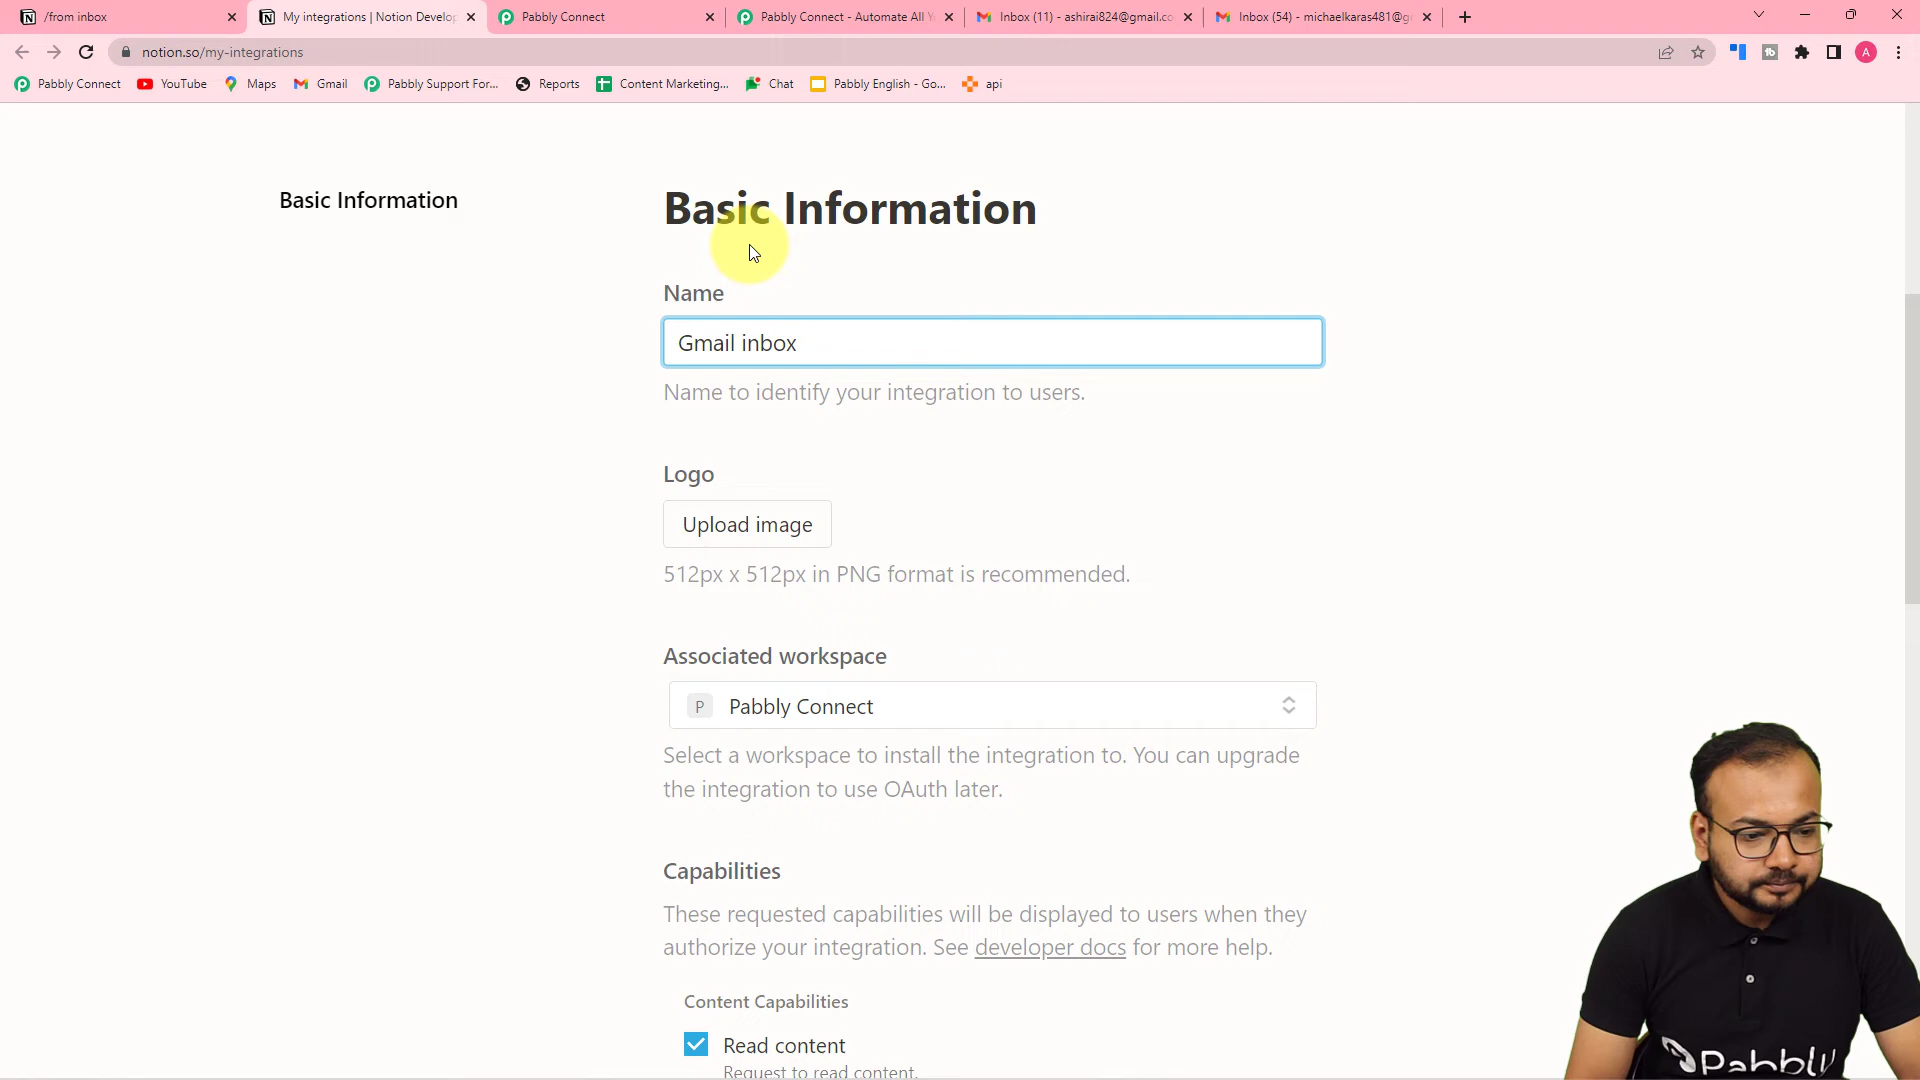 /from inbox
My integrations | Notion Develo
Pabbly Connect
Pabbly Connect - Automate All Y
Inbox (11) - ashirai824@gmail.co
Inbox (54) - michaelkaras481@g
notion.so/my-integrations
Pabbly Connect
YouTube
Maps
Gmail
Pabbly Support For...
Reports
Content Marketing...
Chat
Pabbly English - Go...
api
A
Basic Information
Basic Information
Name
Gmail inbox
Name to identify your integration to users.
Logo
Upload image
512px x 512px in PNG format is recommended.
Associated workspace
P Pabbly Connect
Select a workspace to install the integration to. You can upgrade
the integration to use OAuth later.
Capabilities
These requested capabilities will be displayed to users when they
authorize your integration. See developer docs for more help.
Content Capabilities
Read content
Request to read content.
Pabbly